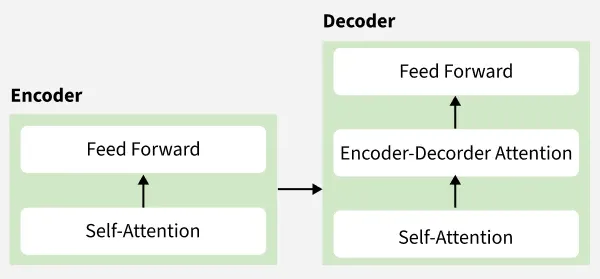 Encoder
Feed Forward
Self-Attention
Decoder
Feed Forward
Encoder-Decorder Attention
Self-Attention